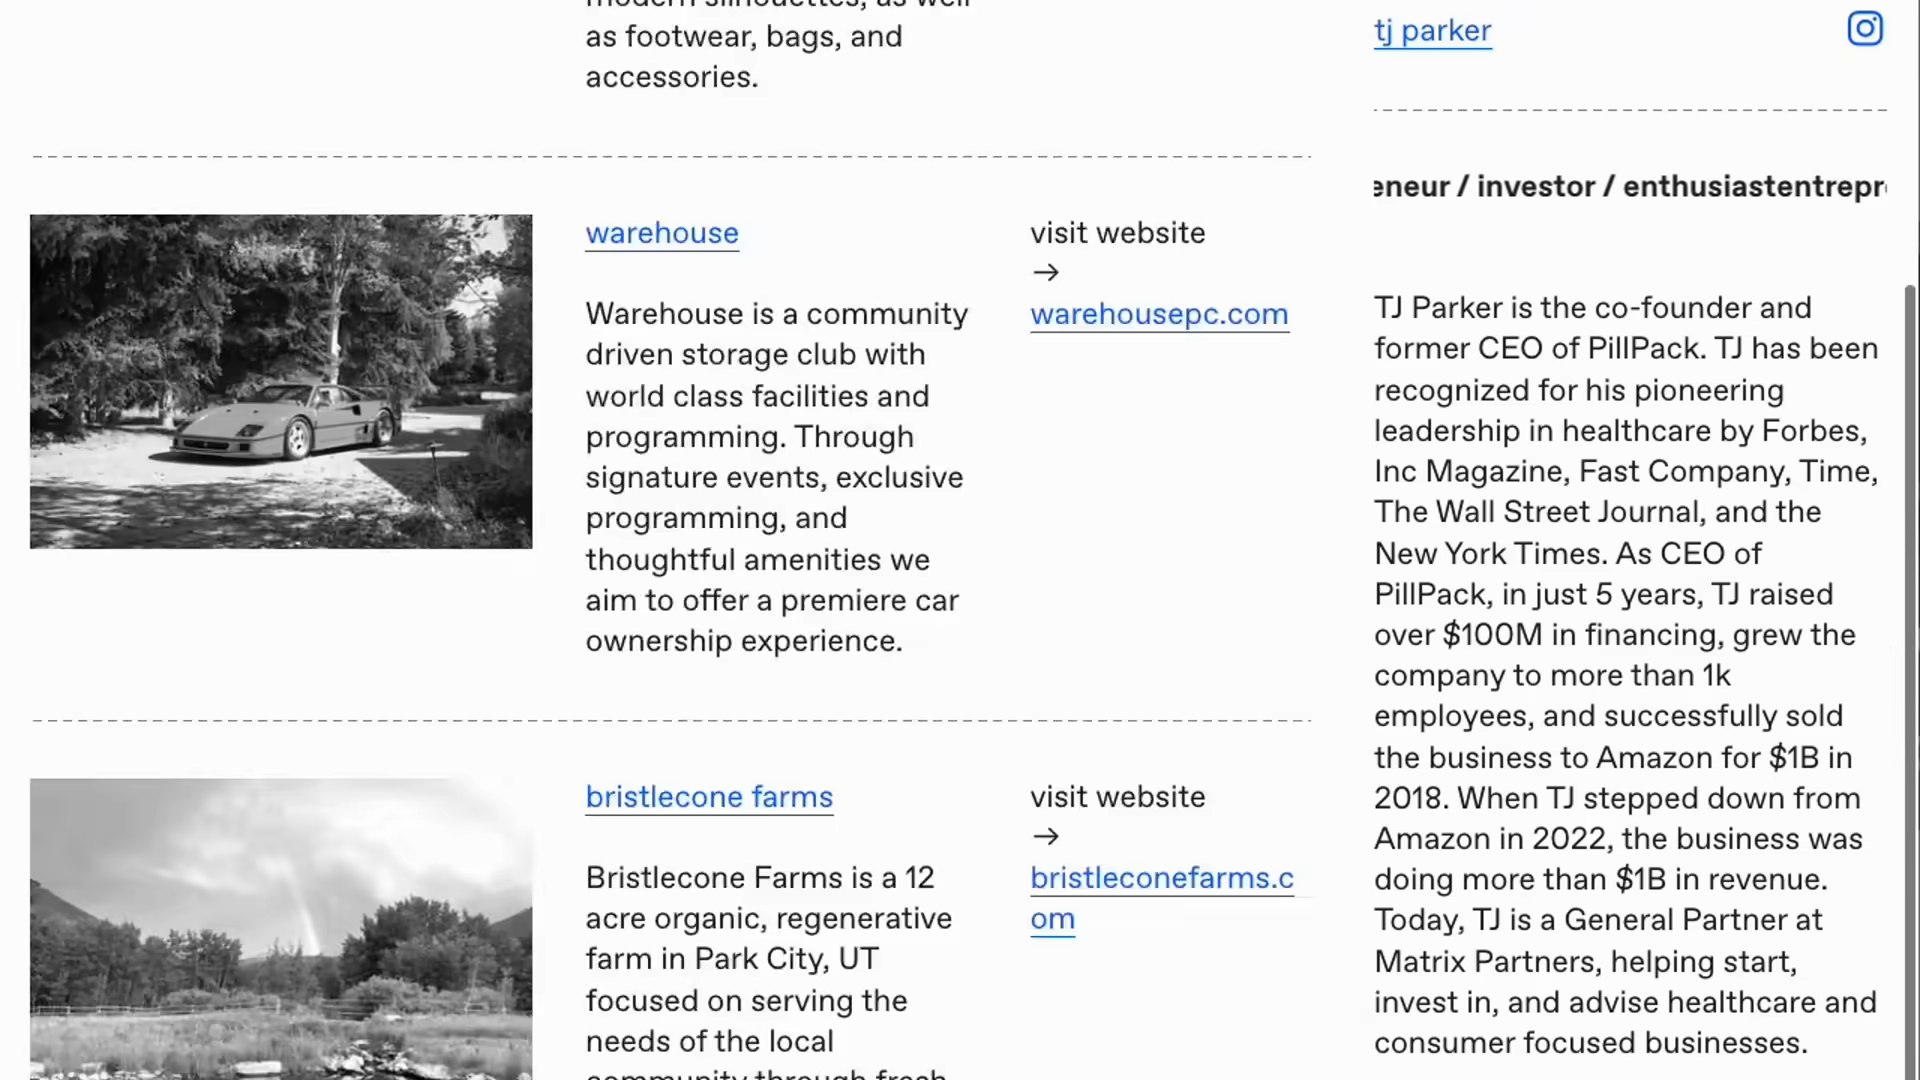 modern silhouettes, as well
as footwear, bags, and
accessories.
warehouse
Warehouse is a community
driven storage club with
world class facilities and
programming. Through
signature events, exclusive
programming, and
thoughtful amenities we
aim to offer a premiere car
ownership experience.
visit website
→
warehousepc.com
bristlecone farms
Bristlecone Farms is a 12
acre organic, regenerative
farm in Park City, UT
focused on serving the
needs of the local
community through fresh
visit website
→
bristleconefarms.c
om
tj parker
eneur / investor / enthusiastentrepr
TJ Parker is the co-founder and
former CEO of PillPack. TJ has been
recognized for his pioneering
leadership in healthcare by Forbes,
Inc Magazine, Fast Company, Time,
The Wall Street Journal, and the
New York Times. As CEO of
PillPack, in just 5 years, TJ raised
over $100M in financing, grew the
company to more than 1k
employees, and successfully sold
the business to Amazon for $1B in
2018. When TJ stepped down from
Amazon in 2022, the business was
doing more than $1B in revenue.
Today, TJ is a General Partner at
Matrix Partners, helping start,
invest in, and advise healthcare and
consumer focused businesses.